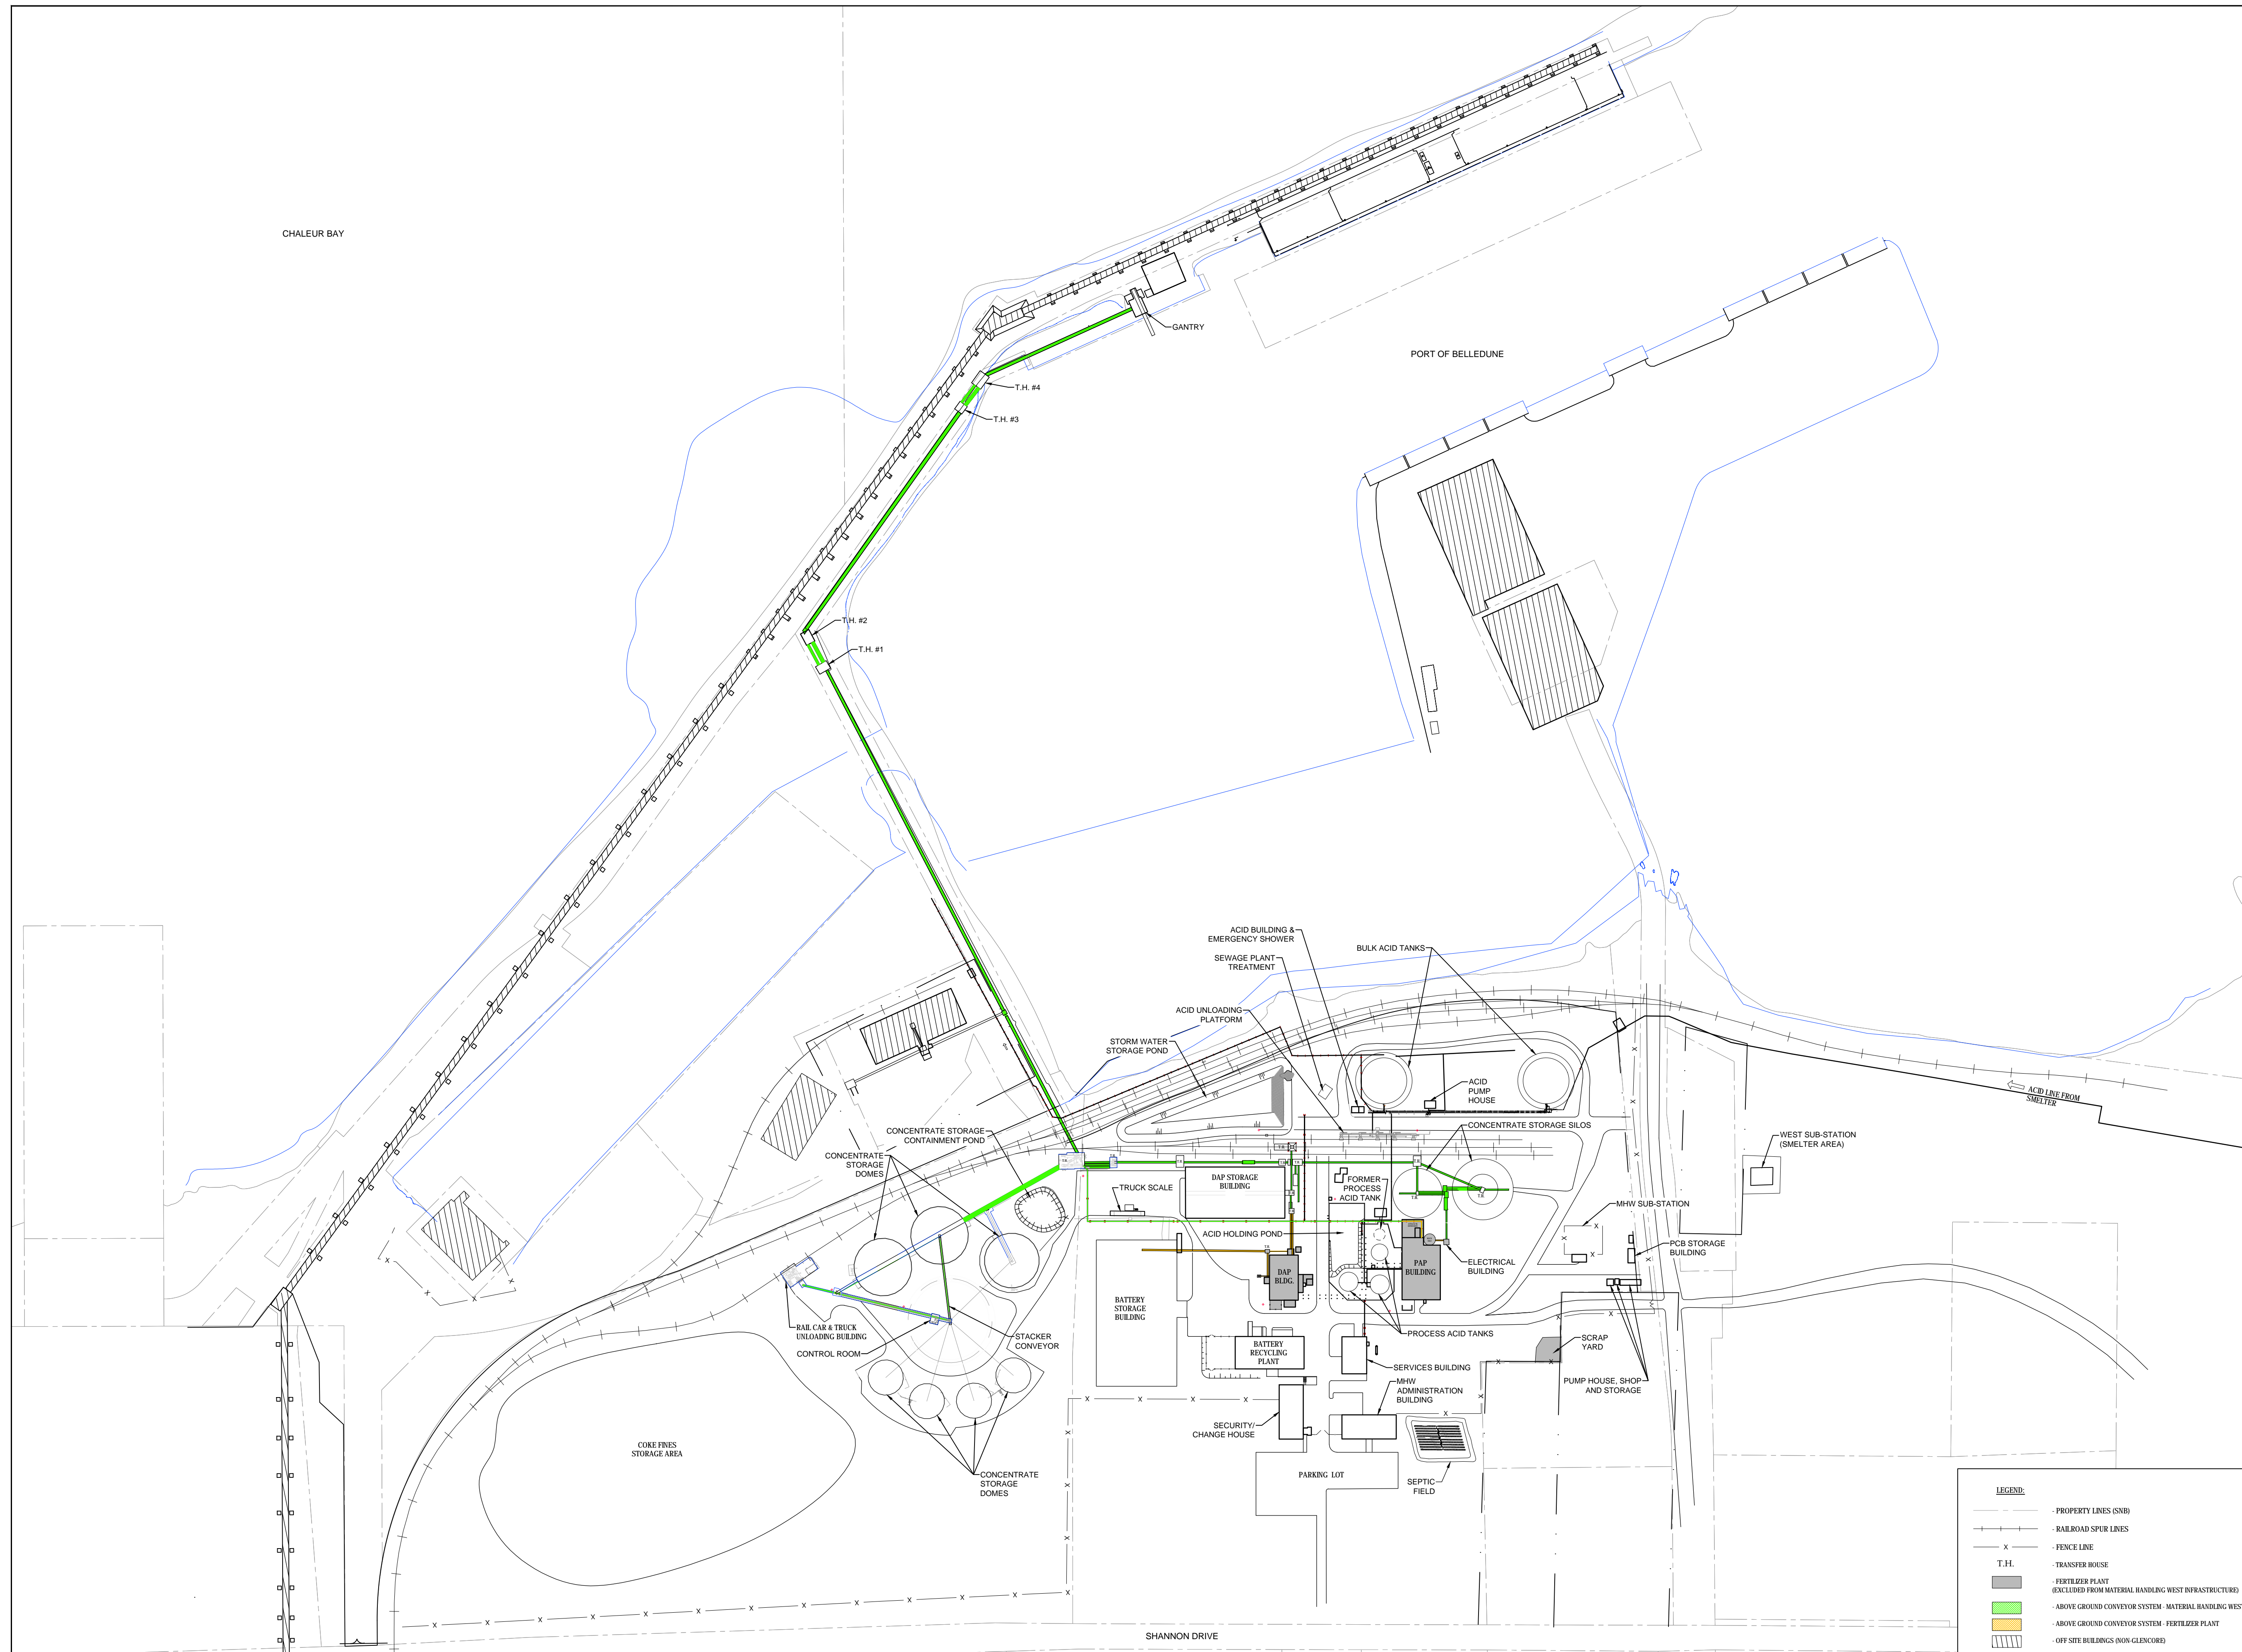 CHALEUR BAY
GANTRY
PORT OF BELLEDUNE
T.H. #4
T.H. #3
T.H. #2
T.H. #1
ACID BUILDING &
EMERGENCY SHOWER
BULK ACID TANKS
SEWAGE PLANT
TREATMENT
ACID UNLOADING
PLATFORM
STORM WATER
STORAGE POND
ACID
PUMP
HOUSE
ACID LINE FROM
SMELTER
CONCENTRATE STORAGE
CONTAINMENT POND
CONCENTRATE STORAGE SILOS
WEST SUB-STATION
(SMELTER AREA)
CONCENTRATE
STORAGE
DOMES
TRUCK SCALE
DAP STORAGE
BUILDING
FORMER
PROCESS
ACID TANK
MHW SUB-STATION
ACID HOLDING POND
PCB STORAGE
BUILDING
ELECTRICAL
BUILDING
DAP
BLDG.
PAP
BUILDING
BATTERY
STORAGE
BUILDING
RAIL CAR & TRUCK
UNLOADING BUILDING
CONTROL ROOM
STACKER
CONVEYOR
BATTERY
RECYCLING
PLANT
PROCESS ACID TANKS
SCRAP
YARD
SERVICES BUILDING
PUMP HOUSE, SHOP
AND STORAGE
MHW
ADMINISTRATION
BUILDING
SECURITY/
CHANGE HOUSE
COKE FINES
STORAGE AREA
CONCENTRATE
STORAGE
DOMES
PARKING LOT
SEPTIC
FIELD
SHANNON DRIVE
LEGEND:
- PROPERTY LINES (SNB)
- RAILROAD SPUR LINES
X - FENCE LINE
T.H. - TRANSFER HOUSE
- FERTILIZER PLANT
(EXCLUDED FROM MATERIAL HANDLING WEST INFRASTRUCTURE)
- ABOVE GROUND CONVEYOR SYSTEM - MATERIAL HANDLING WEST
- ABOVE GROUND CONVEYOR SYSTEM - FERTILIZER PLANT
- OFF SITE BUILDINGS (NON-GLENCORE)